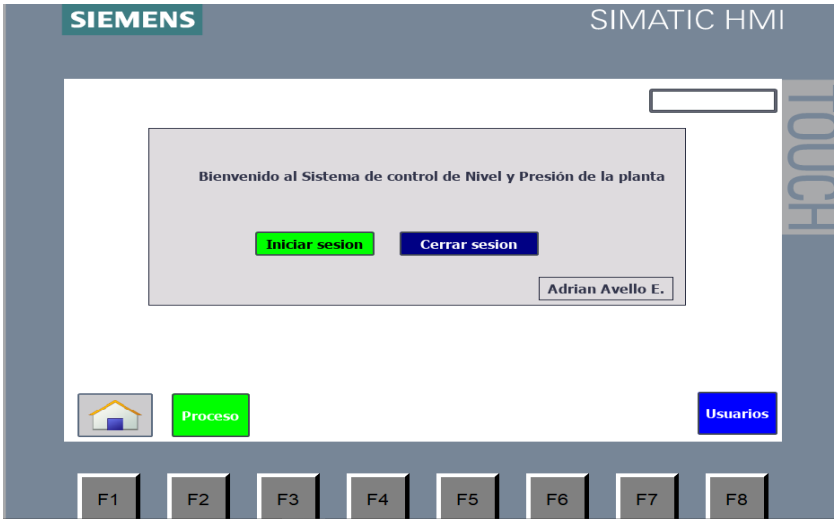 SIEMENS
SIMATIC HMI
TOUCH
Bienvenido al Sistema de control de Nivel y Presión de la planta
Iniciar sesion
Cerrar sesion
Adrian Avello E.
Proceso
Usuarios
F1
F2
F3
F4
F5
F6
F7
F8